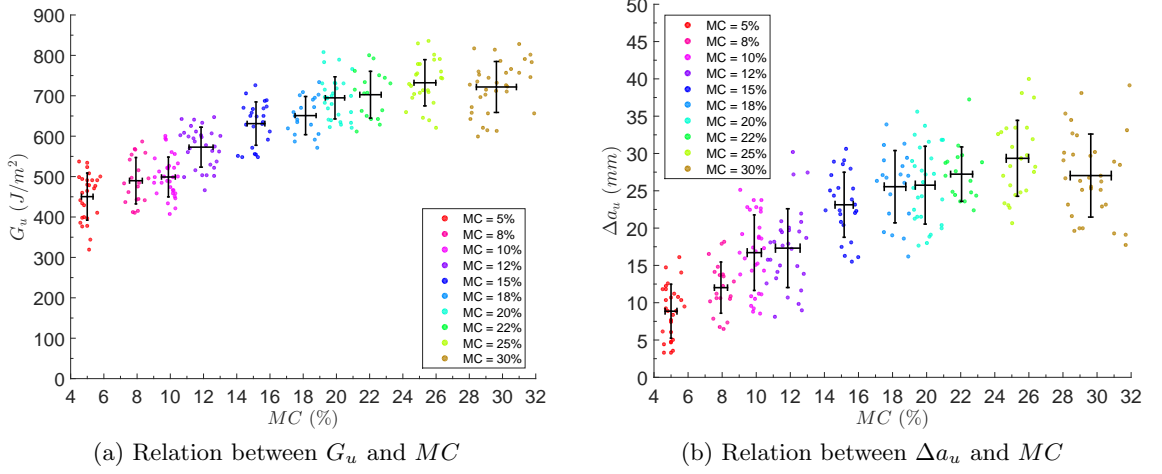 900
800
700
600
500
400
300
200
100
0
G_u (J/m^2)
4 6 8 10 12 14 16 18 20 22 24 26 28 30 32
MC (%)
MC = 5%
MC = 8%
MC = 10%
MC = 12%
MC = 15%
MC = 18%
MC = 20%
MC = 22%
MC = 25%
MC = 30%
(a) Relation between G_u and MC
50
45
40
35
30
25
20
15
10
5
0
Δa_u (mm)
4 6 8 10 12 14 16 18 20 22 24 26 28 30 32
MC (%)
MC = 5%
MC = 8%
MC = 10%
MC = 12%
MC = 15%
MC = 18%
MC = 20%
MC = 22%
MC = 25%
MC = 30%
(b) Relation between Δa_u and MC